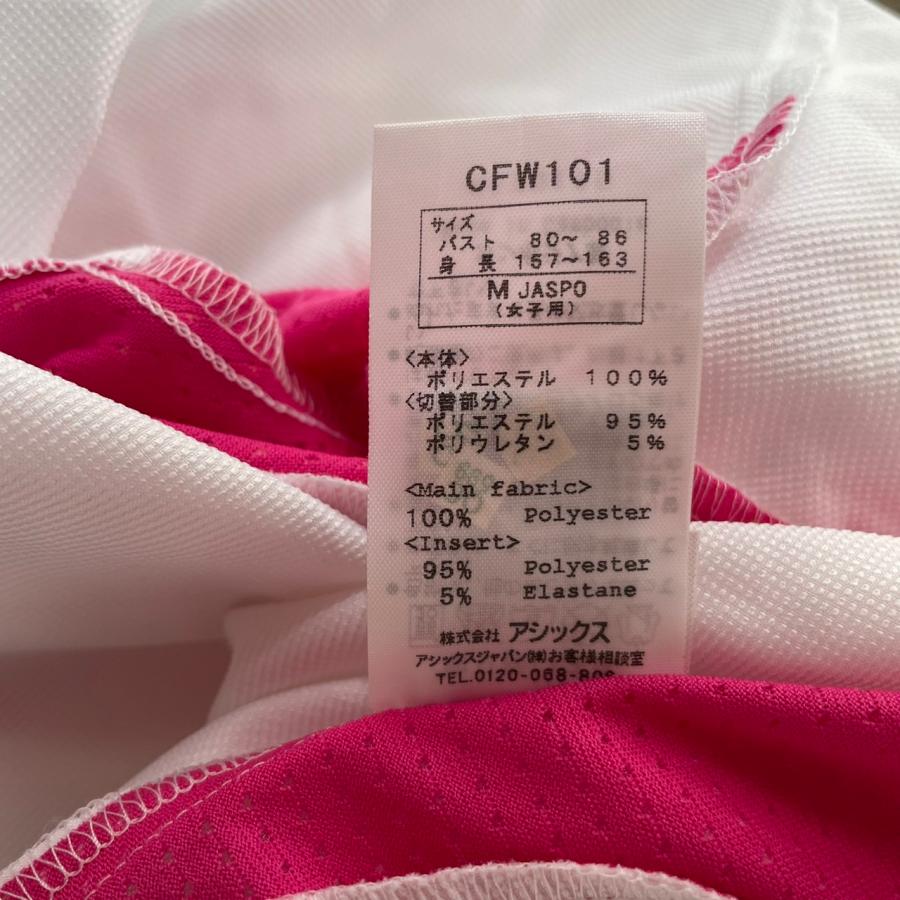 CFW101
サイズ
バスト 80～ 86
身 長 157～163
M JASPO
(女子用)
<本体>
ポリエステル 100%
<切替部分>
ポリエステル 95%
ポリウレタン 5%
<Main fabric>
100% Polyester
<Insert>
95% Polyester
5% Elastane
株式会社 アシックス
アシックスジャパン㈱お客様相談室
TEL.0120-068-80